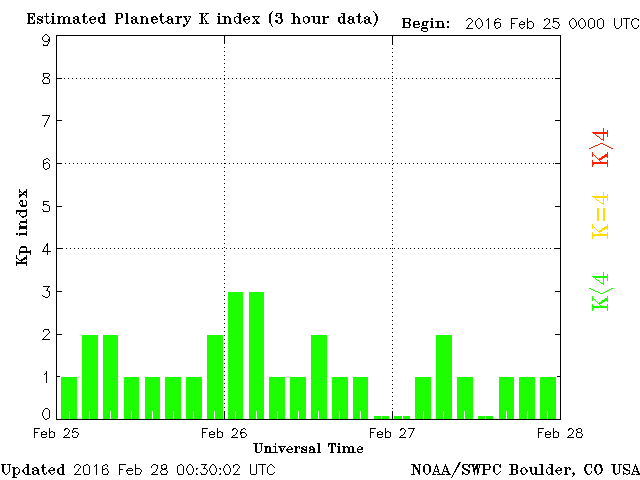 Estimated Planetary K index (3 hour data) Begin: 2016 Feb 25 0000 UTC
9
8
7
6
5
4
3
2
1
0
Kp index
K>4
K=4
K<4
Feb 25 Feb 26 Feb 27 Feb 28
Universal Time
Updated 2016 Feb 28 00:30:02 UTC NOAA/SWPC Boulder, CO USA